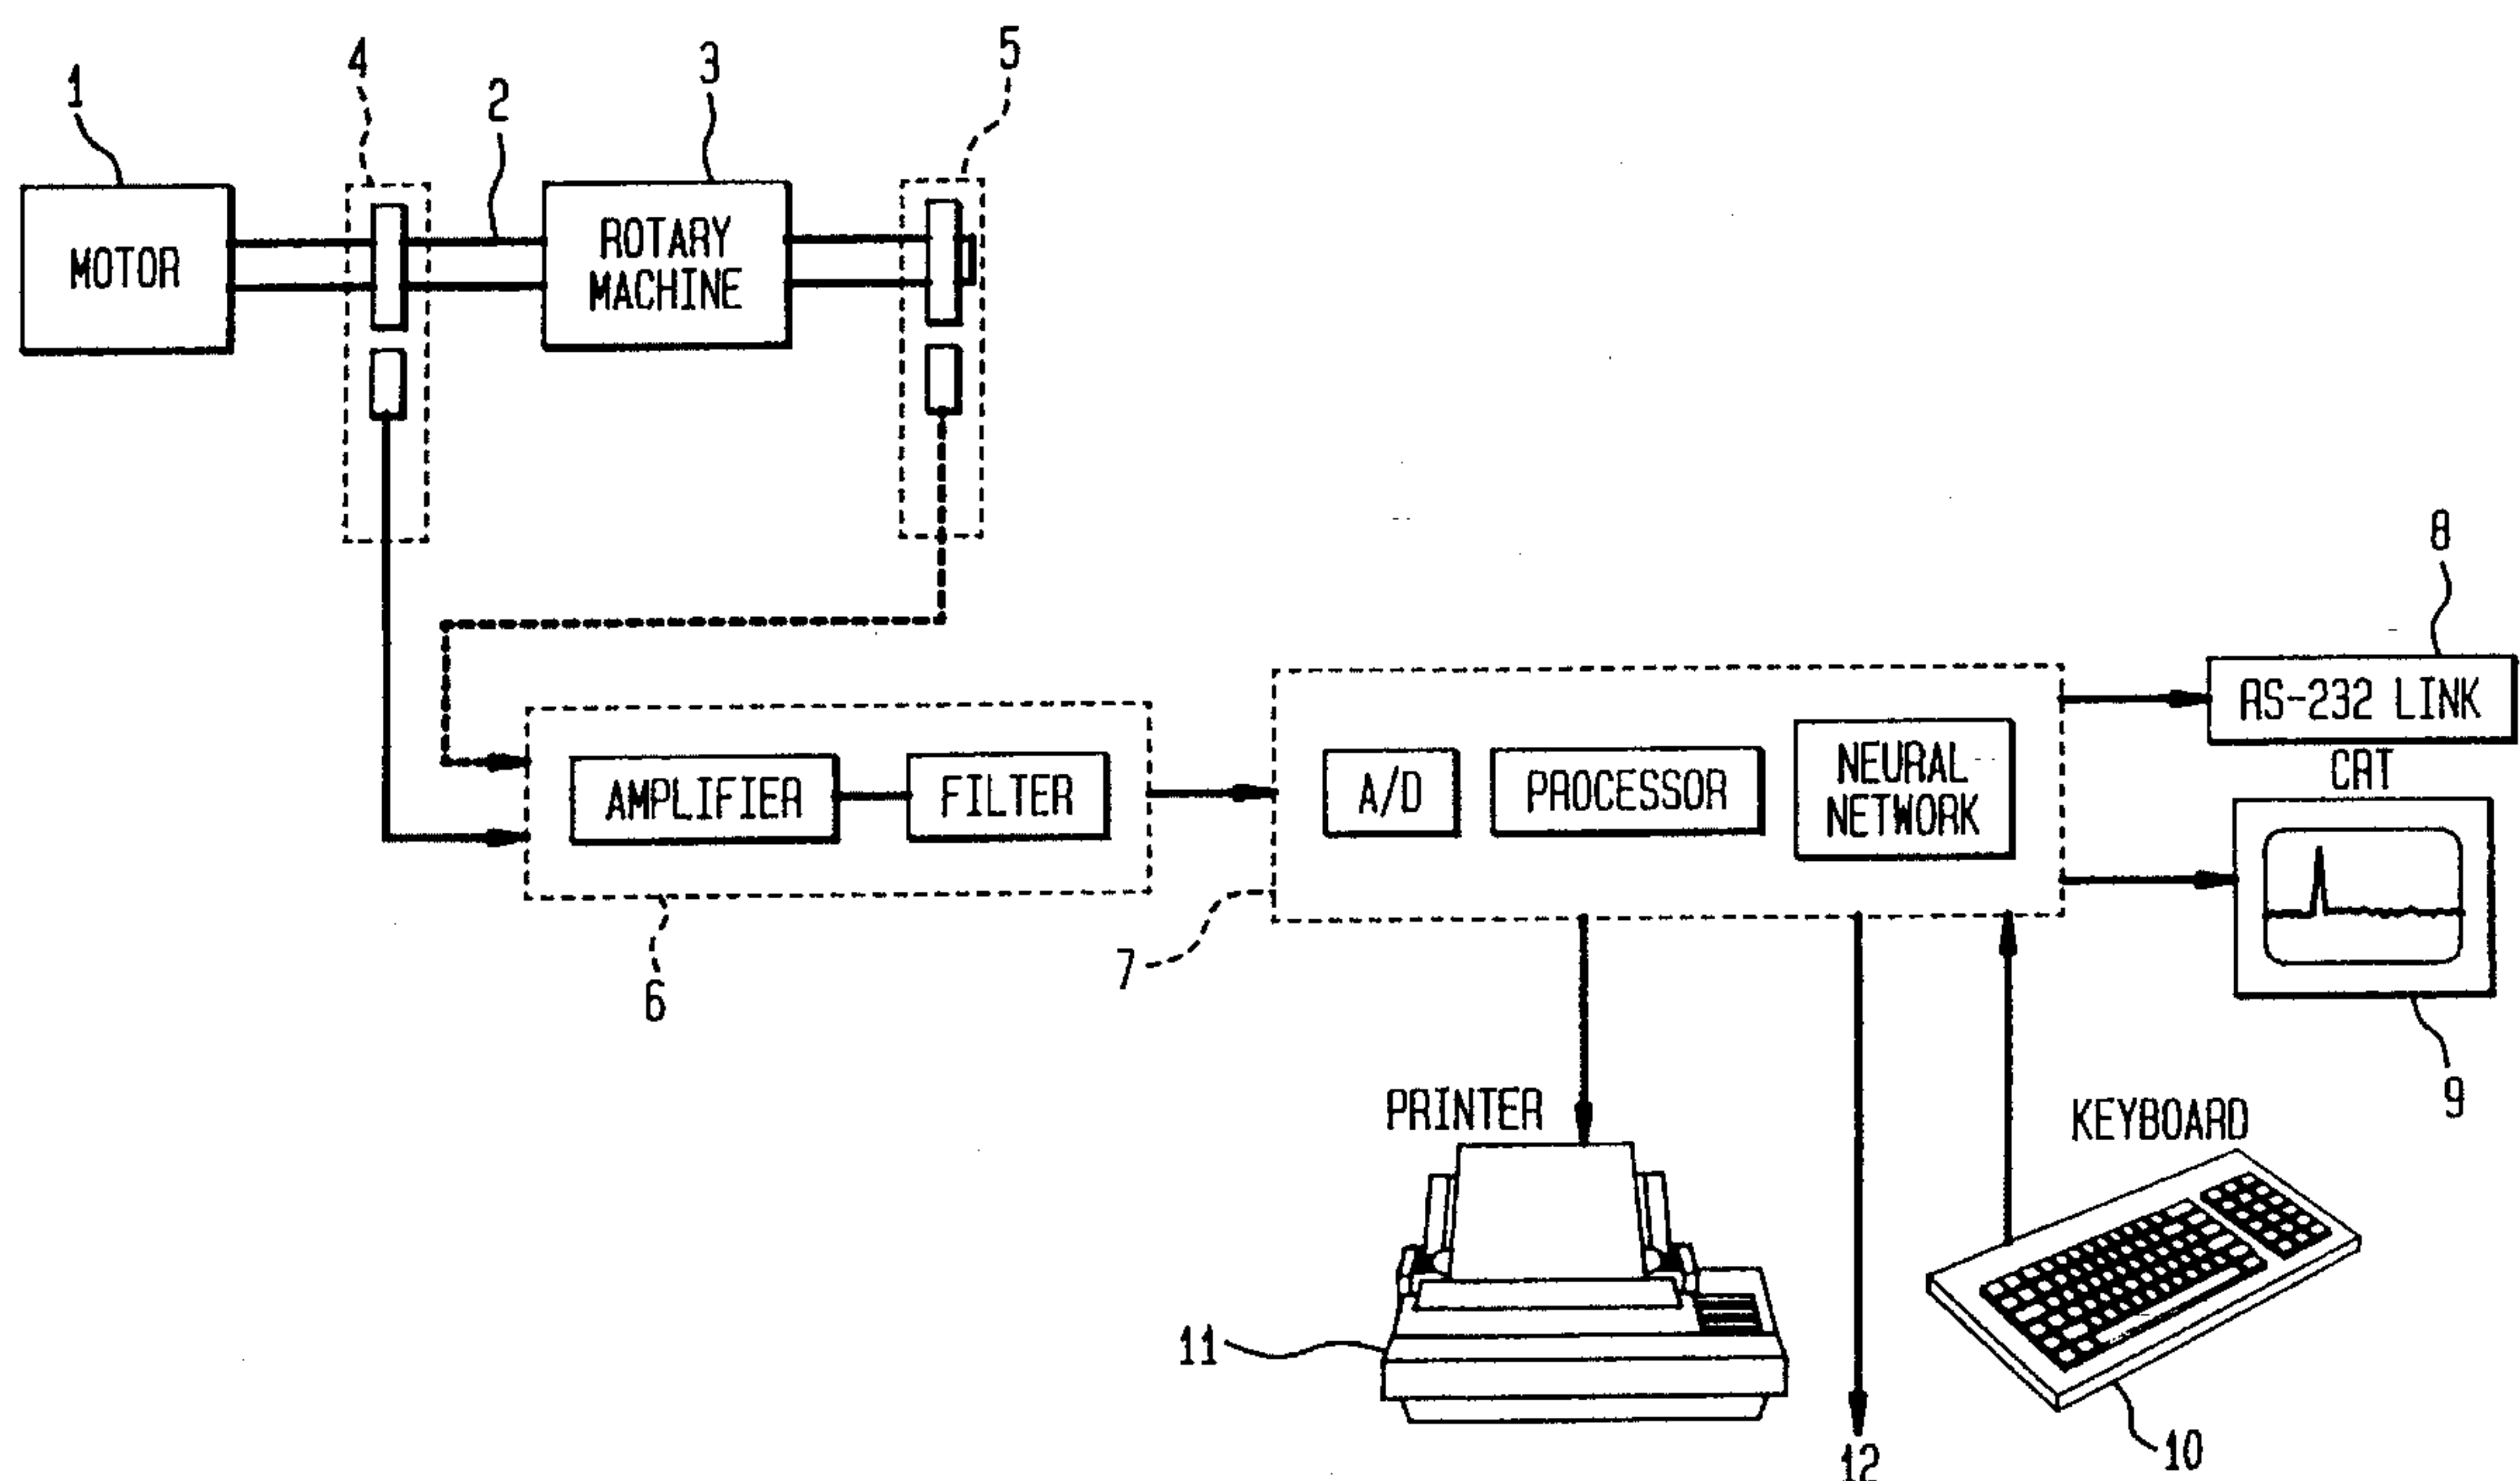 1
4
2
3
5
MOTOR
ROTARY
MACHINE
8
RS-232 LINK
CRT
AMPLIFIER
FILTER
A/D
PROCESSOR
NEURAL
NETWORK
7
6
9
PRINTER
KEYBOARD
11
12
10